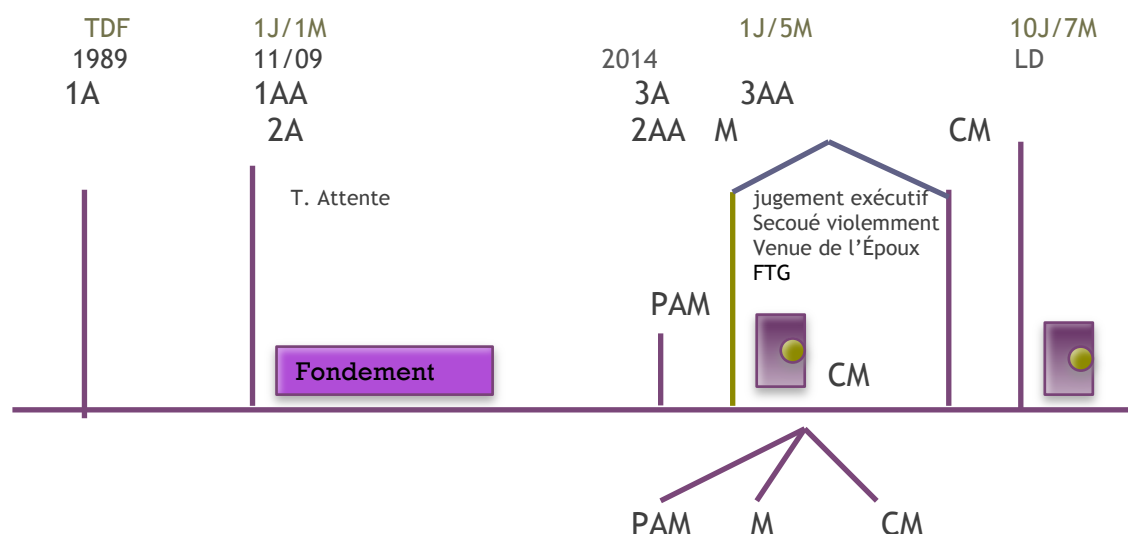 TDF 1J/1M 1J/5M 10J/7M
1989 11/09 2014 LD
1A 1AA 3A 3AA
2A 2AA M CM
T. Attente
jugement exécutif
Secoué violemment
Venue de l'Époux
FTG
PAM
Fondement
CM
PAM M CM